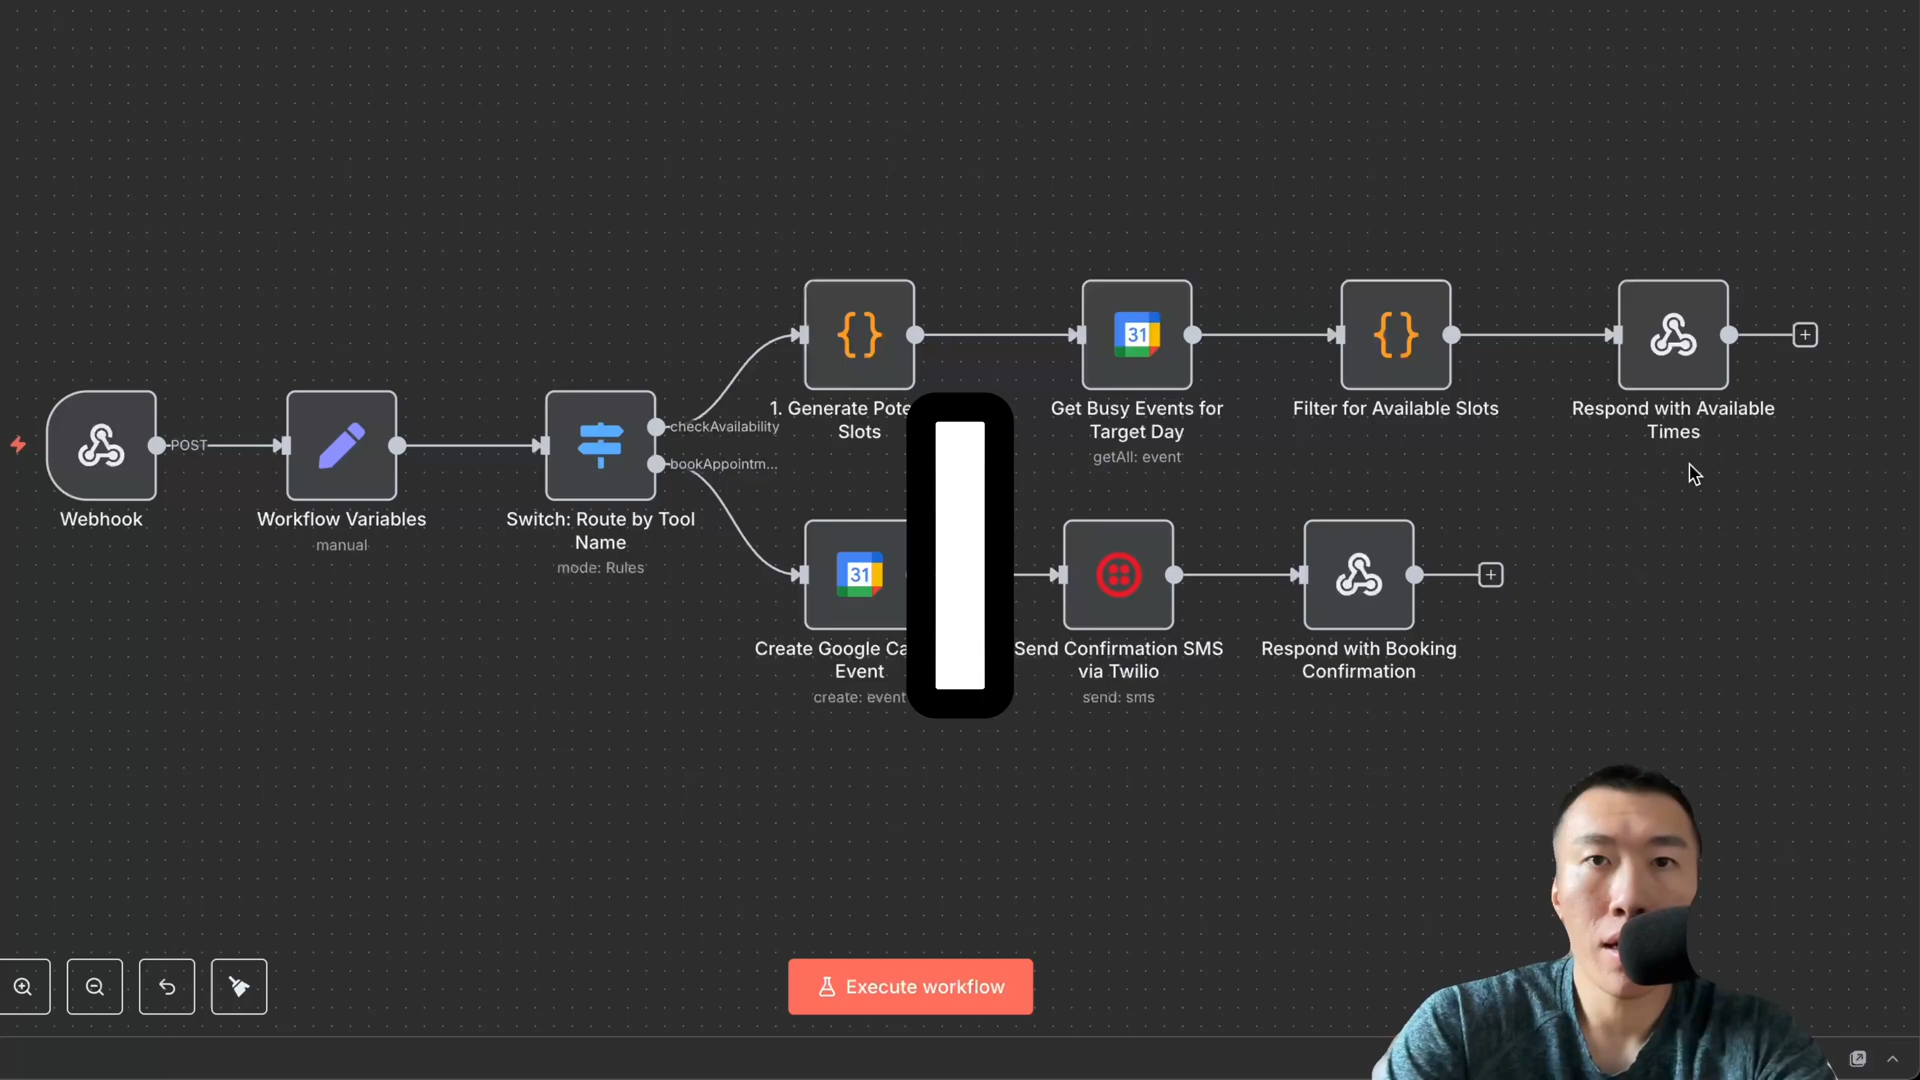 1. Generate Pote
Slots
Get Busy Events for
Target Day
getAll: event
Filter for Available Slots
Respond with Available
Times
checkAvailability
bookAppointm...
POST
Webhook
Workflow Variables
manual
Switch: Route by Tool
Name
mode: Rules
31
31
I
Create Google Ca
Event
create: event
Send Confirmation SMS
via Twilio
send: sms
Respond with Booking
Confirmation
Execute workflow